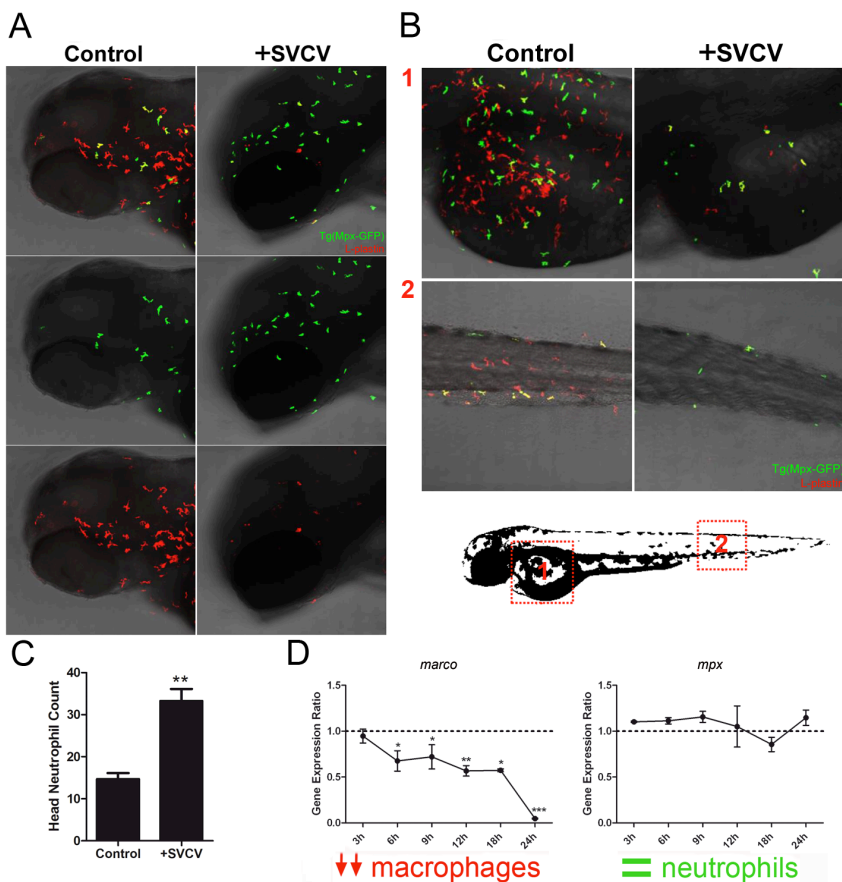 A
Control
+SVCV
Tg(Mpx-GFP)
L-plastin
B
Control
+SVCV
1
2
Tg(Mpx-GFP
L-plastin
1
2
C
Head Neutrophil Count
40
30
20
10
0
**
Control
+SVCV
D
marco
Gene Expression Ratio
1.5
1.0
0.5
0.0
*
*
**
*
***
3h
6h
9h
12h
18h
24h
macrophages
mpx
Gene Expression Ratio
1.5
1.0
0.5
0.0
3h
6h
9h
12h
18h
24h
neutrophils